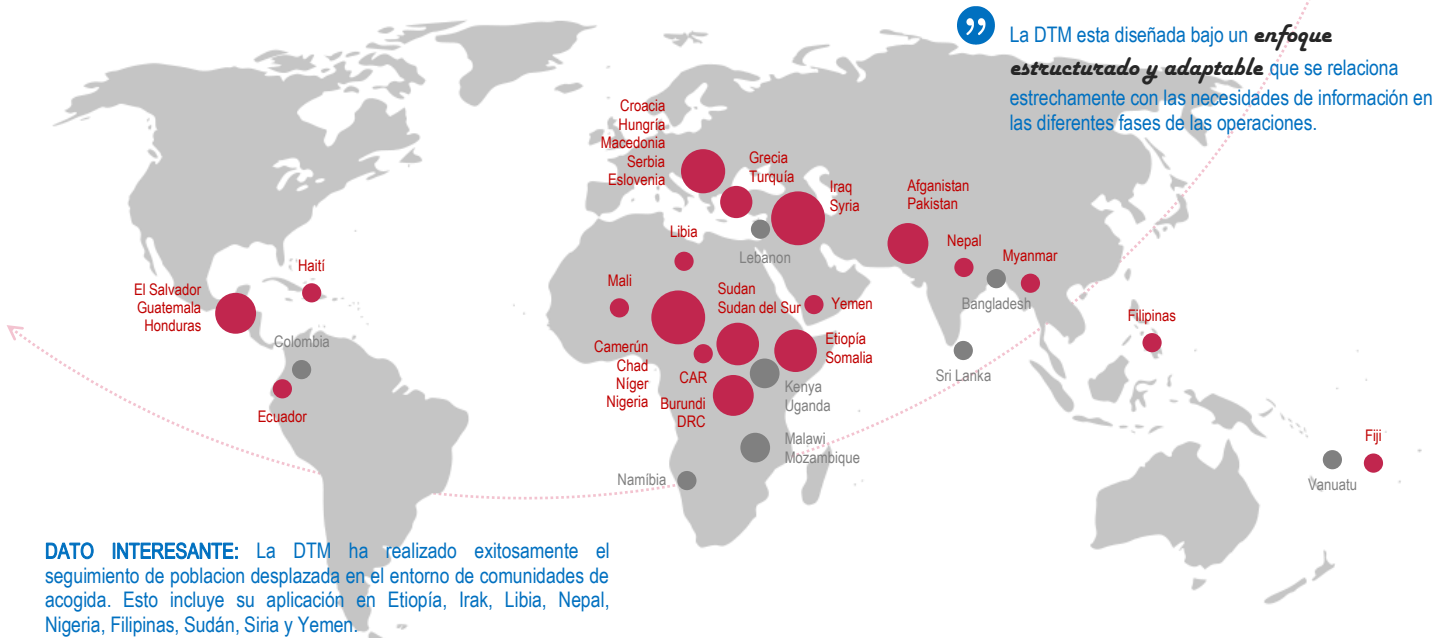 La DTM esta diseñada bajo un enfoque
estructurado y adaptable que se relaciona
estrechamente con las necesidades de información en
las diferentes fases de las operaciones.
Croacia
Hungría
Macedonia
Serbia
Eslovenia
Grecia
Turquía
Iraq
Syria
Afganistan
Pakistan
Libia
Lebanon
Nepal
Myanmar
Bangladesh
Haití
El Salvador
Guatemala
Honduras
Mali
Sudan
Sudan del Sur
Yemen
Filipinas
Colombia
Camerún
Chad
Níger
Nigeria
CAR
Etiopía
Somalia
Sri Lanka
Ecuador
Burundi
DRC
Kenya
Uganda
Malawi
Mozambique
Namíbia
Fiji
Vanuatu
DATO INTERESANTE: La DTM ha realizado exitosamente el
seguimiento de poblacion desplazada en el entorno de comunidades de
acogida. Esto incluye su aplicación en Etiopía, Irak, Libia, Nepal,
Nigeria, Filipinas, Sudán, Siria y Yemen.